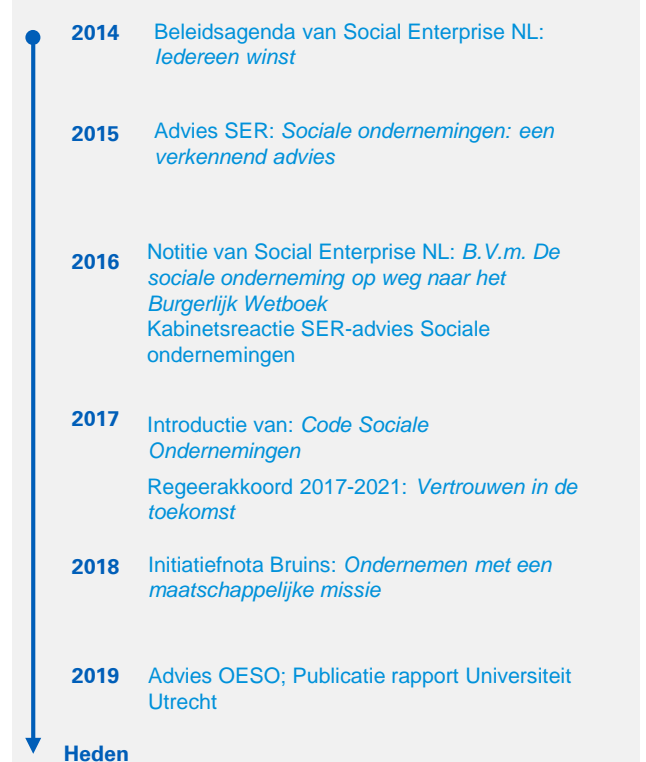 2014 Beleidsagenda van Social Enterprise NL:
Iedereen winst
2015 Advies SER: Sociale ondernemingen: een
verkennend advies
2016 Notitie van Social Enterprise NL: B.V.m. De
sociale onderneming op weg naar het
Burgerlijk Wetboek
Kabinetsreactie SER-advies Sociale
ondernemingen
2017 Introductie van: Code Sociale
Ondernemingen
Regeerakkoord 2017-2021: Vertrouwen in de
toekomst
2018 Initiatiefnota Bruins: Ondernemen met een
maatschappelijke missie
2019 Advies OESO; Publicatie rapport Universiteit
Utrecht
Heden